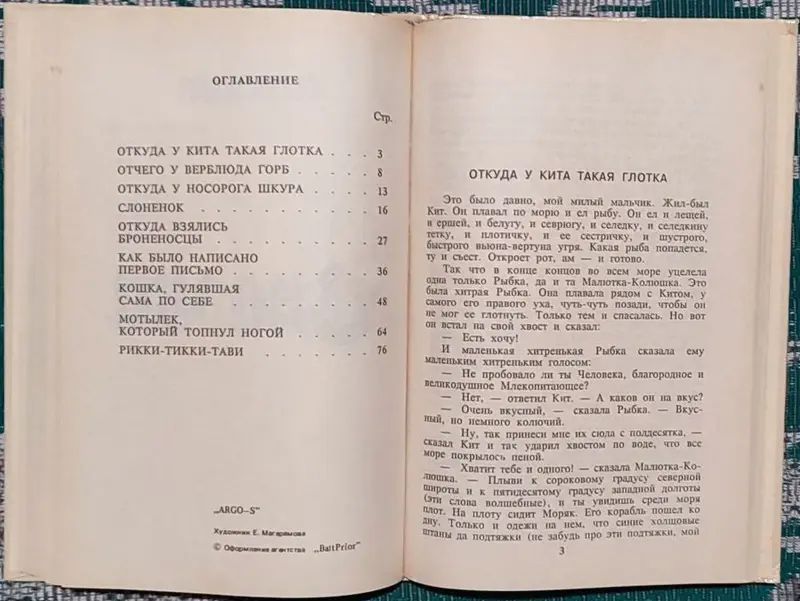 ОГЛАВЛЕНИЕ
Стр.
ОТКУДА У КИТА ТАКАЯ ГЛОТКА . . . 3
ОТЧЕГО У ВЕРБЛЮДА ГОРБ . . . . . 8
ОТКУДА У НОСОРОГА ШКУРА . . . . 13
СЛОНЕНОК . . . . . . . . . . 16
ОТКУДА ВЗЯЛИСЬ
БРОНЕНОСЦЫ . . . . . . . . . 27
КАК БЫЛО НАПИСАНО
ПЕРВОЕ ПИСЬМО . . . . . . . . 36
КОШКА, ГУЛЯВШАЯ
САМА ПО СЕБЕ . . . . . . . . 48
МОТЫЛЕК,
КОТОРЫЙ ТОПНУЛ НОГОЙ . . . . . 64
РИККИ-ТИККИ-ТАВИ . . . . . . . 76
„ARGO–S"
Художник Е. Магарамова
© Оформление агентства „BattPrior"
ОТКУДА У КИТА ТАКАЯ ГЛОТКА
Это было давно, мой милый мальчик. Жил-был
Кит. Он плавал по морю и ел рыбу. Он ел и лещей,
и ершей, и белугу, и севрюгу, и селедку, и селедкину
тетку, и плотичку, и ее сестричку, и шустрого,
быстрого вьюна-вертуна угря. Какая рыба попадется,
ту и съест. Откроет рот, ам — и готово.
Так что в конце концов во всем море уцелела
одна только Рыбка, да и та Малютка-Колюшка. Это
была хитрая Рыбка. Она плавала рядом с Китом, у
самого его правого уха, чуть-чуть позади, чтобы он
не мог ее глотнуть. Только тем и спасалась. Но вот
он встал на свой хвост и сказал:
— Есть хочу!
И маленькая хитренькая Рыбка сказала ему
маленьким хитреньким голосом:
— Не пробовало ли ты Человека, благородное и
великодушное Млекопитающее?
— Нет, — ответил Кит. — А каков он на вкус?
— Очень вкусный, — сказала Рыбка. — Вкус-
ный, но немного колючий.
— Ну, так принеси мне их сюда с полдесятка, —
сказал Кит и так ударил хвостом по воде, что все
море покрылось пеной.
— Хватит тебе и одного! — сказала Малютка-Ко-
люшка. — Плыви к сороковому градусу северной
широты и к пятидесятому градусу западной долготы
(эти слова волшебные), и ты увидишь среди моря
плот. На плоту сидит Моряк. Его корабль пошел ко
дну. Только и одежи на нем, что синие холщовые
штаны да подтяжки (не забудь про эти подтяжки, мой
3